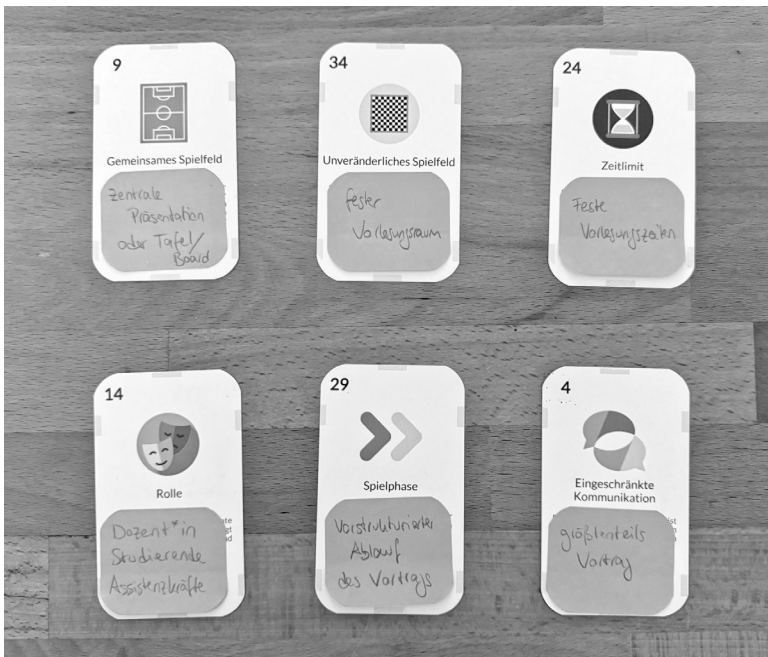 9
Gemeinsames Spielfeld
Zentrale
Präsentation
oder Tafel/
Board
34
Unveränderliches Spielfeld
fester
Vorlesungsraum
24
Zeitlimit
Feste
Vorlesungszeiten
14
Rolle
Dozent*in
Studierende
Assistenzkräfte
29
Spielphase
Vorstrukturierter
Ablauf
des Vortrags
4
Eingeschränkte
Kommunikation
größtenteils
Vortrag